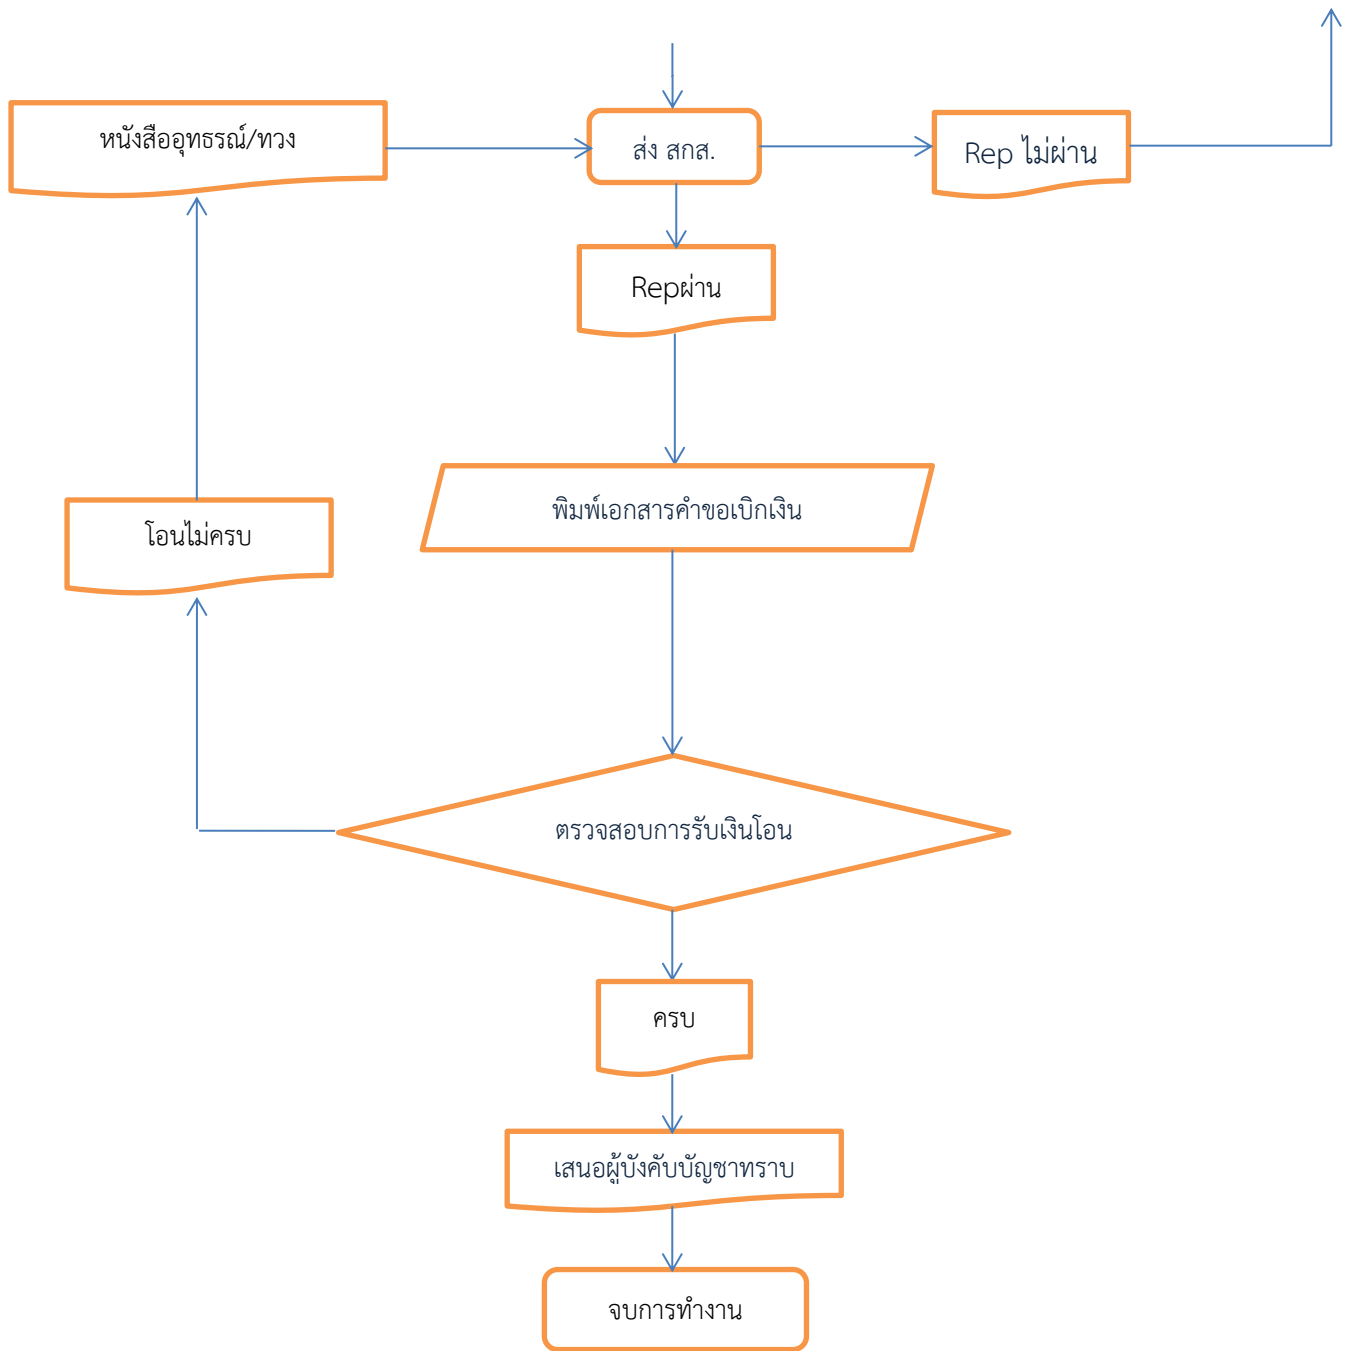 หนังสืออุทธรณ์/ทวง
ส่ง สกส.
Rep ไม่ผ่าน
Repผ่าน
พิมพ์เอกสารคำขอเบิกเงิน
โอนไม่ครบ
ตรวจสอบการรับเงินโอน
ครบ
เสนอผู้บังคับบัญชาทราบ
จบการทำงาน